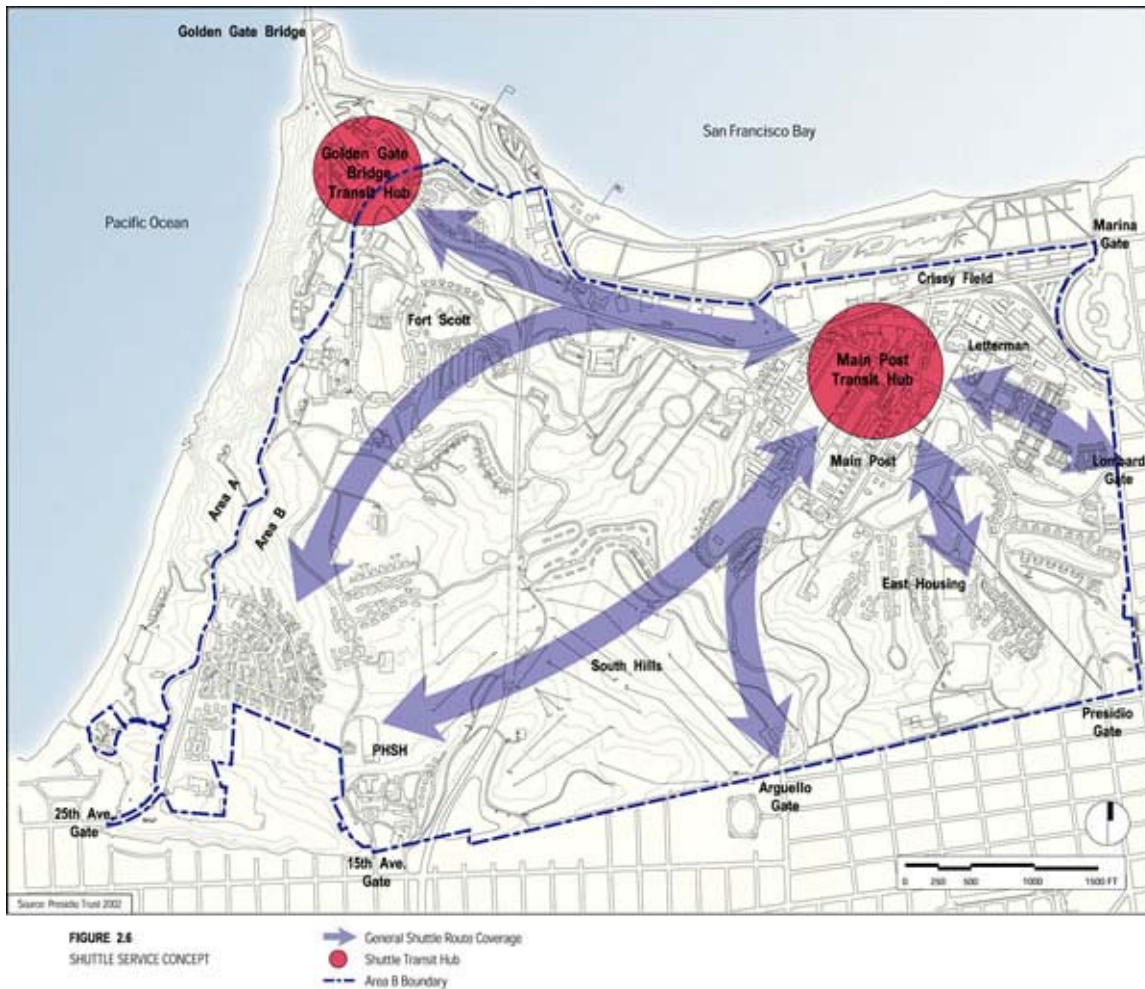 Golden Gate Bridge
San Francisco Bay
Golden Gate
Bridge
Transit Hub
Pacific Ocean
Marina
Gate
Crissy Field
Fort Scott
Letterman
Main Post
Transit Hub
Main Post
Lombard
Gate
Area A
Area B
East Housing
South Hills
Presidio
Gate
PHSH
Arguello
Gate
25th Ave.
Gate
15th Ave.
Gate
0 250 500 1000 1500 FT
Source: Presidio Trust 2002
FIGURE 2.6
SHUTTLE SERVICE CONCEPT
General Shuttle Route Coverage
Shuttle Transit Hub
Area B Boundary